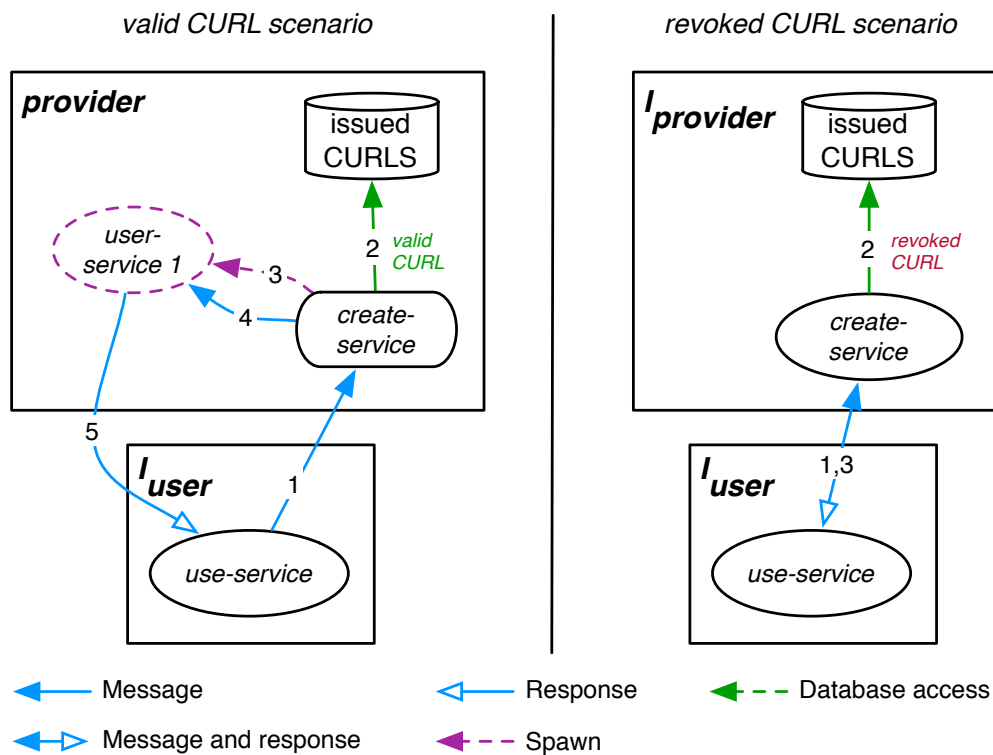 valid CURL scenario
provider
issued
CURLS
user-
service 1
2
valid
CURL
3
4
create-
service
5
1
I user
use-service
revoked CURL scenario
I provider
issued
CURLS
2
revoked
CURL
create-
service
1,3
I user
use-service
Message
Response
Database access
Message and response
Spawn